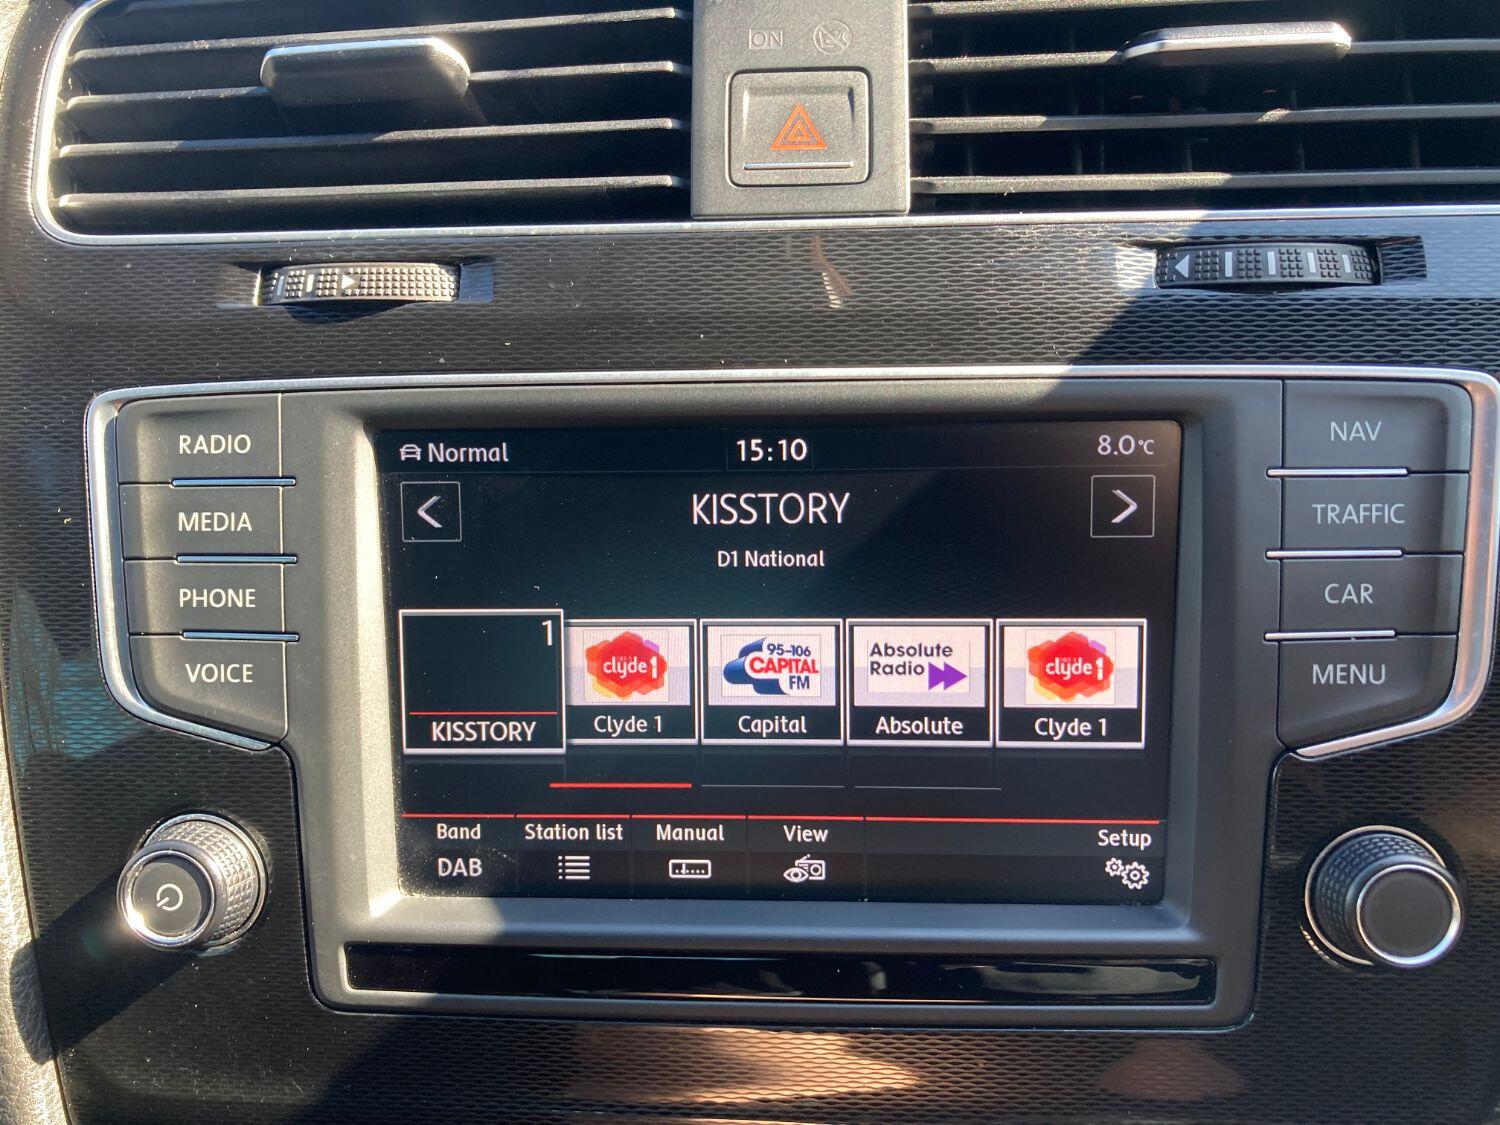 ON
RADIO
MEDIA
PHONE
VOICE
NAV
TRAFFIC
CAR
MENU
Normal
15:10
8.0°C
<
KISSTORY
>
D1 National
1
KISSTORY
clyde 1
Clyde 1
95-106
CAPITAL
FM
Capital
Absolute
Radio
Absolute
clyde 1
Clyde 1
Band
DAB
Station list
Manual
View
Setup